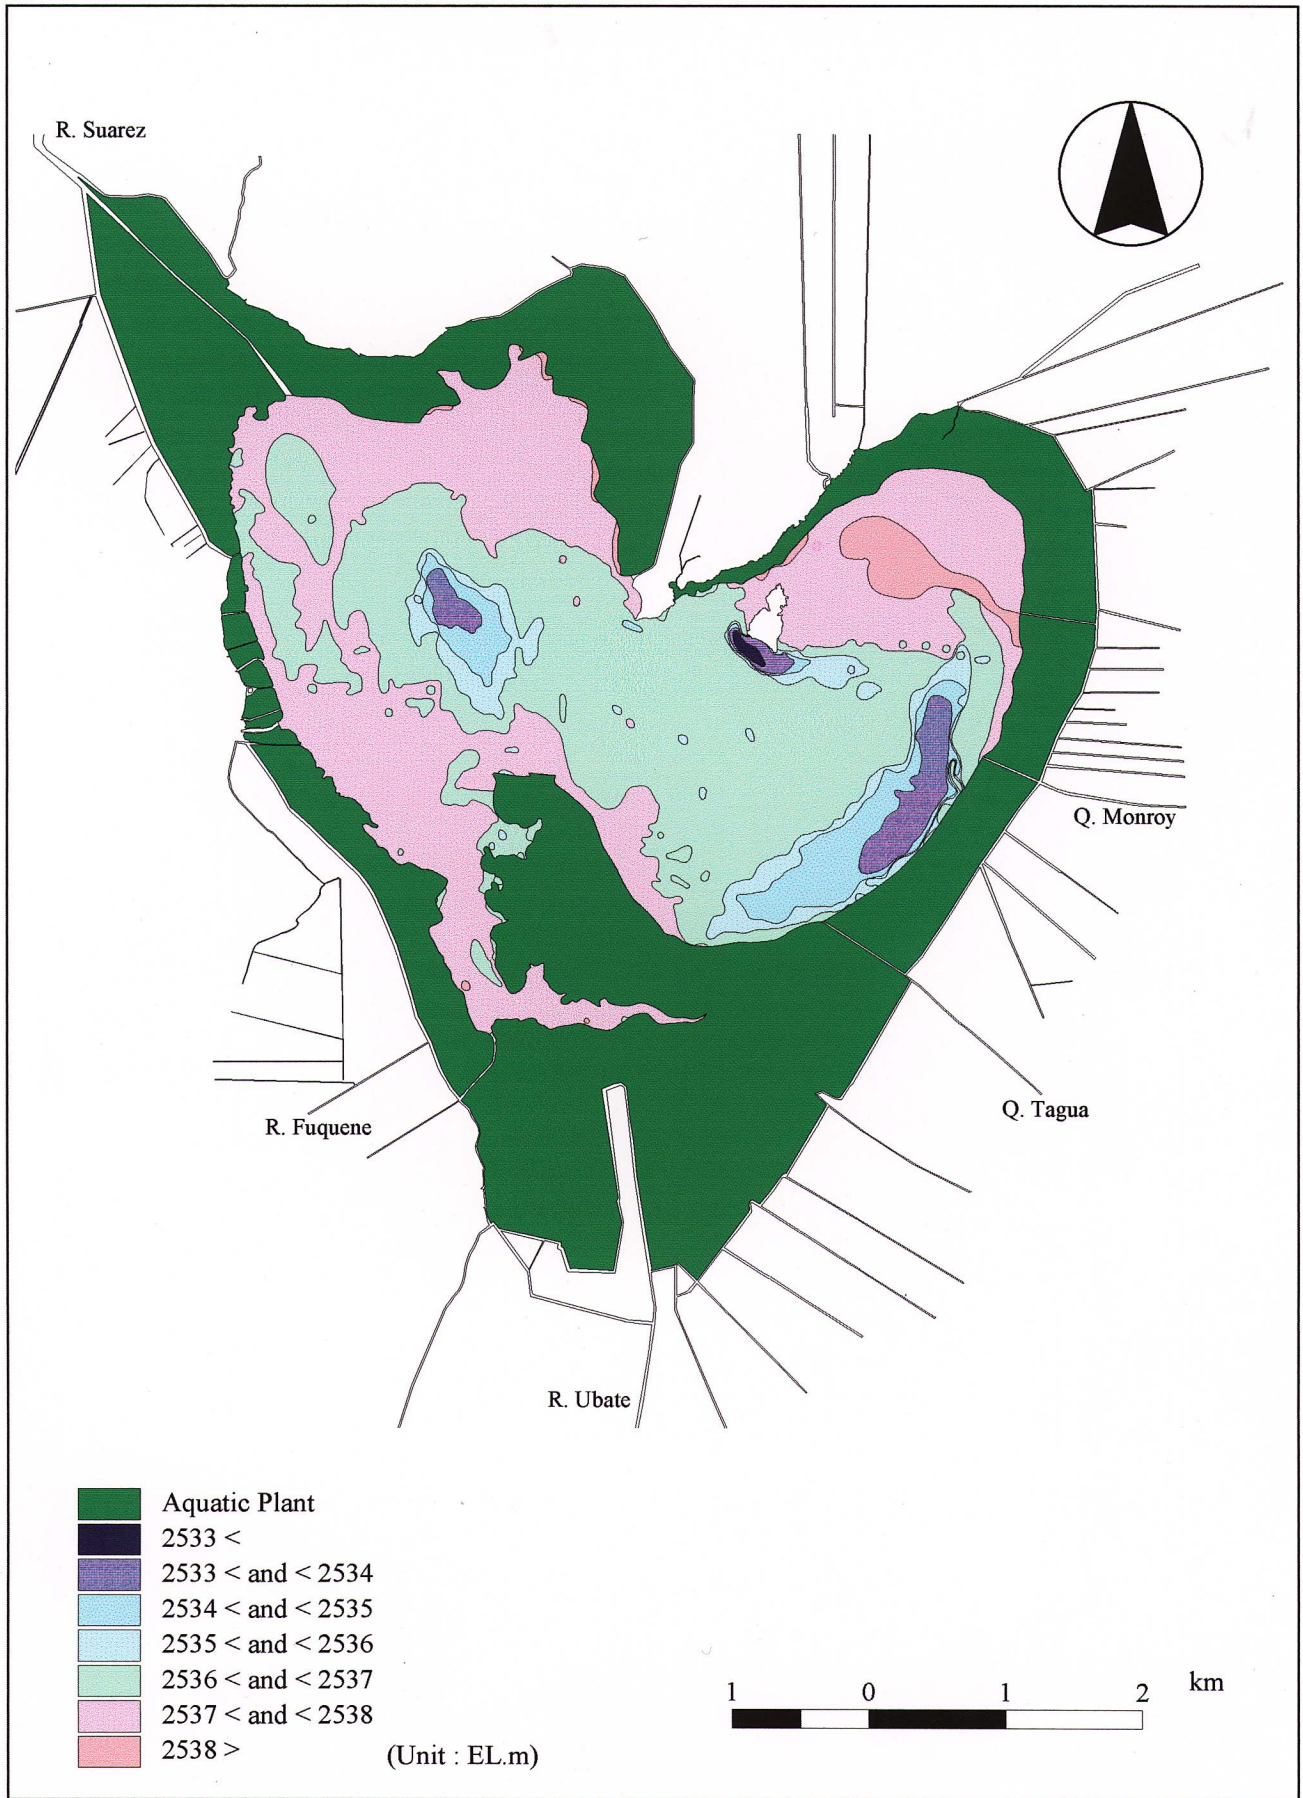 R. Suarez
Q. Monroy
Q. Tagua
R. Fuquene
R. Ubate
Aquatic Plant
2533 <
2533 < and < 2534
2534 < and < 2535
2535 < and < 2536
2536 < and < 2537
2537 < and < 2538
2538 >
(Unit : EL.m)
1 0 1 2 km